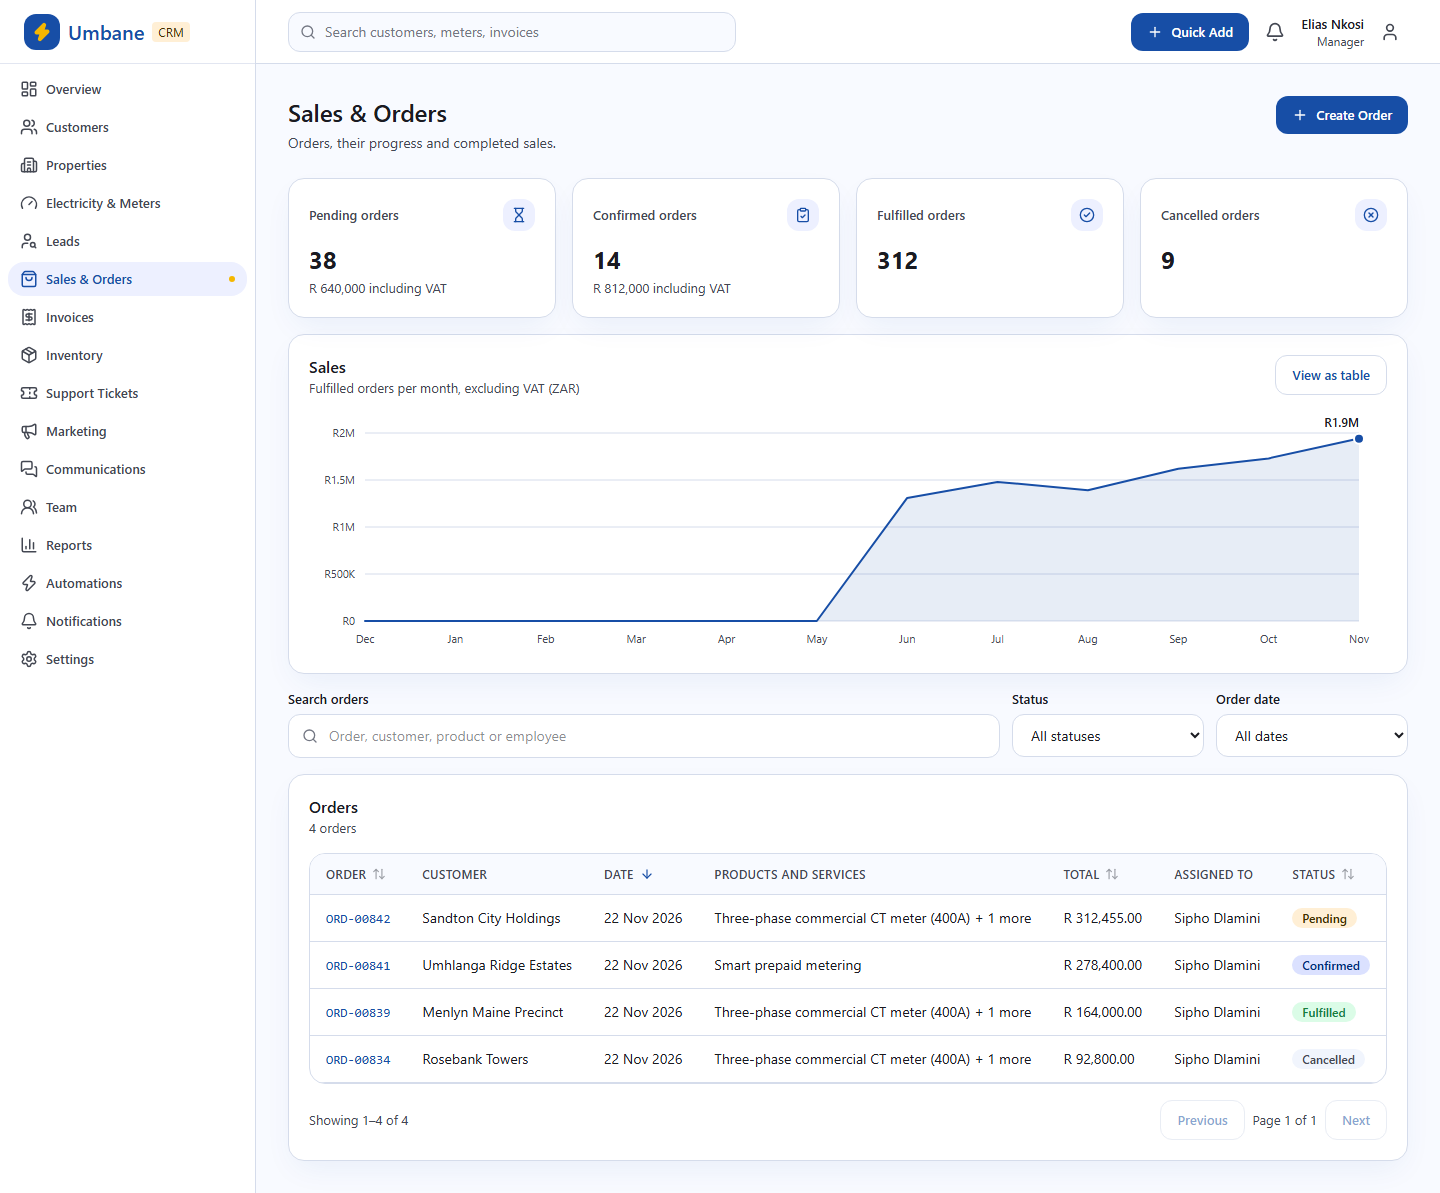 Umbane CRM
Search customers, meters, invoices
Quick Add
Elias Nkosi
Manager
Overview
Customers
Properties
Electricity & Meters
Leads
Sales & Orders
Invoices
Inventory
Support Tickets
Marketing
Communications
Team
Reports
Automations
Notifications
Settings
Sales & Orders
Orders, their progress and completed sales.
Create Order
Pending orders
38
R 640,000 including VAT
Confirmed orders
14
R 812,000 including VAT
Fulfilled orders
312
Cancelled orders
9
Sales
Fulfilled orders per month, excluding VAT (ZAR)
View as table
R1.9M
R2M
R1.5M
R1M
R500K
R0
Dec Jan Feb Mar Apr May Jun Jul Aug Sep Oct Nov
Search orders
Order, customer, product or employee
Status
All statuses
Order date
All dates
Orders
4 orders
ORDER CUSTOMER DATE PRODUCTS AND SERVICES TOTAL ASSIGNED TO STATUS
ORD-00842 Sandton City Holdings 22 Nov 2026 Three-phase commercial CT meter (400A) + 1 more R 312,455.00 Sipho Dlamini Pending
ORD-00841 Umhlanga Ridge Estates 22 Nov 2026 Smart prepaid metering R 278,400.00 Sipho Dlamini Confirmed
ORD-00839 Menlyn Maine Precinct 22 Nov 2026 Three-phase commercial CT meter (400A) + 1 more R 164,000.00 Sipho Dlamini Fulfilled
ORD-00834 Rosebank Towers 22 Nov 2026 Three-phase commercial CT meter (400A) + 1 more R 92,800.00 Sipho Dlamini Cancelled
Showing 1–4 of 4
Previous Page 1 of 1 Next